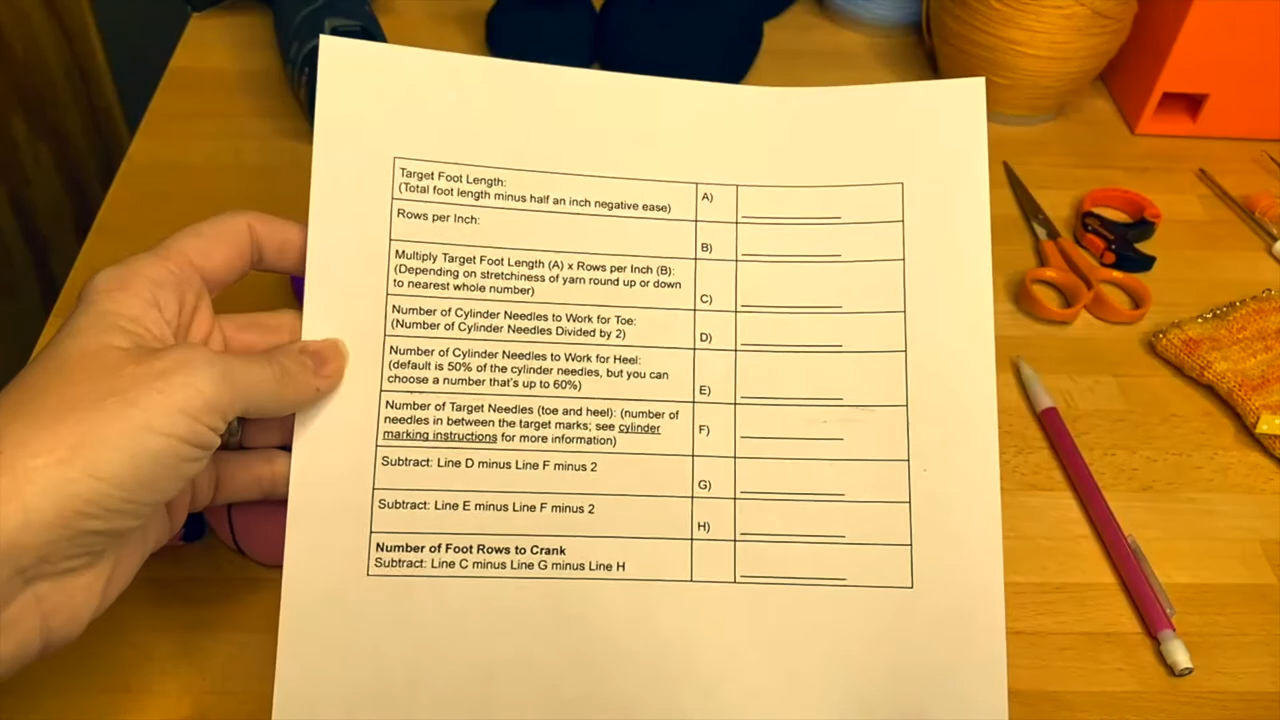 Target Foot Length:
(Total foot length minus half an inch negative ease)
A)
Rows per Inch:
B)
Multiply Target Foot Length (A) x Rows per Inch (B):
(Depending on stretchiness of yarn round up or down
to nearest whole number)
C)
Number of Cylinder Needles to Work for Toe:
(Number of Cylinder Needles Divided by 2)
D)
Number of Cylinder Needles to Work for Heel:
(default is 50% of the cylinder needles, but you can
choose a number that's up to 60%)
E)
Number of Target Needles (toe and heel): (number of
needles in between the target marks; see cylinder
marking instructions for more information)
F)
Subtract: Line D minus Line F minus 2
G)
Subtract: Line E minus Line F minus 2
H)
Number of Foot Rows to Crank
Subtract: Line C minus Line G minus Line H